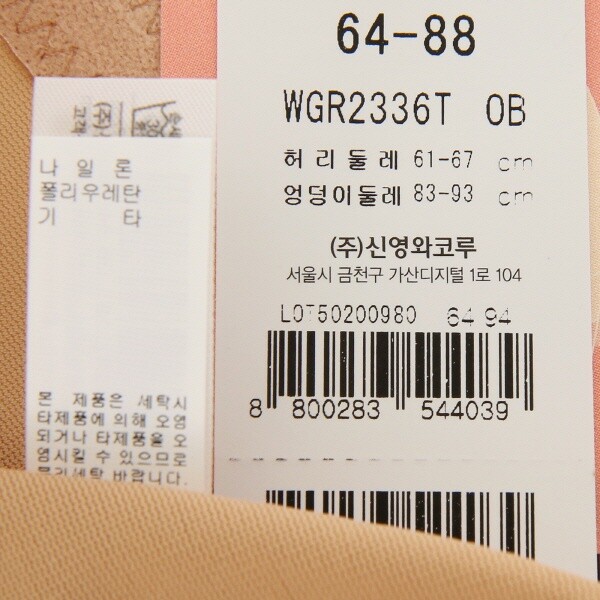 64-88
WGR2336T OB
허리둘레 61-67 cm
엉덩이둘레 83-93 cm
(주)신영와코루
서울시 금천구 가산디지털 1로 104
LOT50200980 64 94
8 800283 544039
(주)
나일론
폴리우레탄
기타
본 제품은 세탁시
타제품에 의해 오염
되거나 타제품을 오
염시킬 수 있으므로
분리세탁 바랍니다.